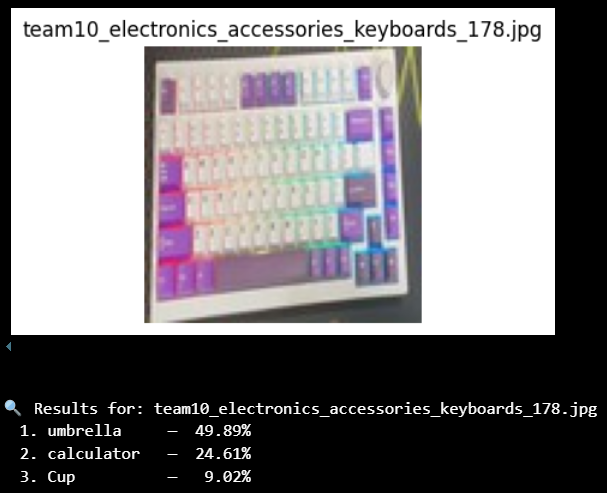 team10_electronics_accessories_keyboards_178.jpg
🔍 Results for: team10_electronics_accessories_keyboards_178.jpg
1. umbrella — 49.89%
2. calculator — 24.61%
3. Cup — 9.02%